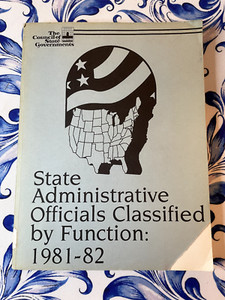 The
Council of State
Governments
State
Administrative
Officials Classified
by Function:
1981-82